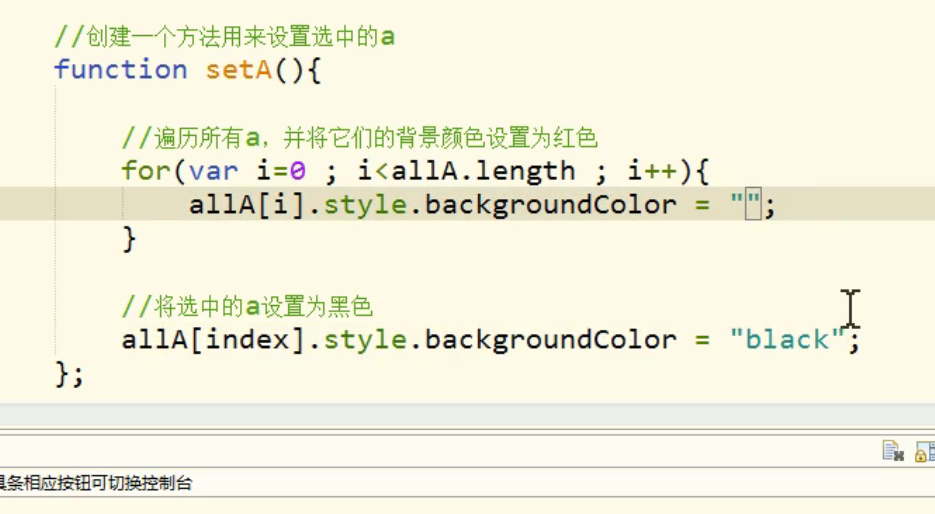 //创建一个方法用来设置选中的a
function setA(){
//遍历所有a，并将它们的背景颜色设置为红色
for(var i=0 ; i<allA.length ; i++){
allA[i].style.backgroundColor = "";
}
//将选中的a设置为黑色
allA[index].style.backgroundColor = "black";
};
具条相应按钮可切换控制台